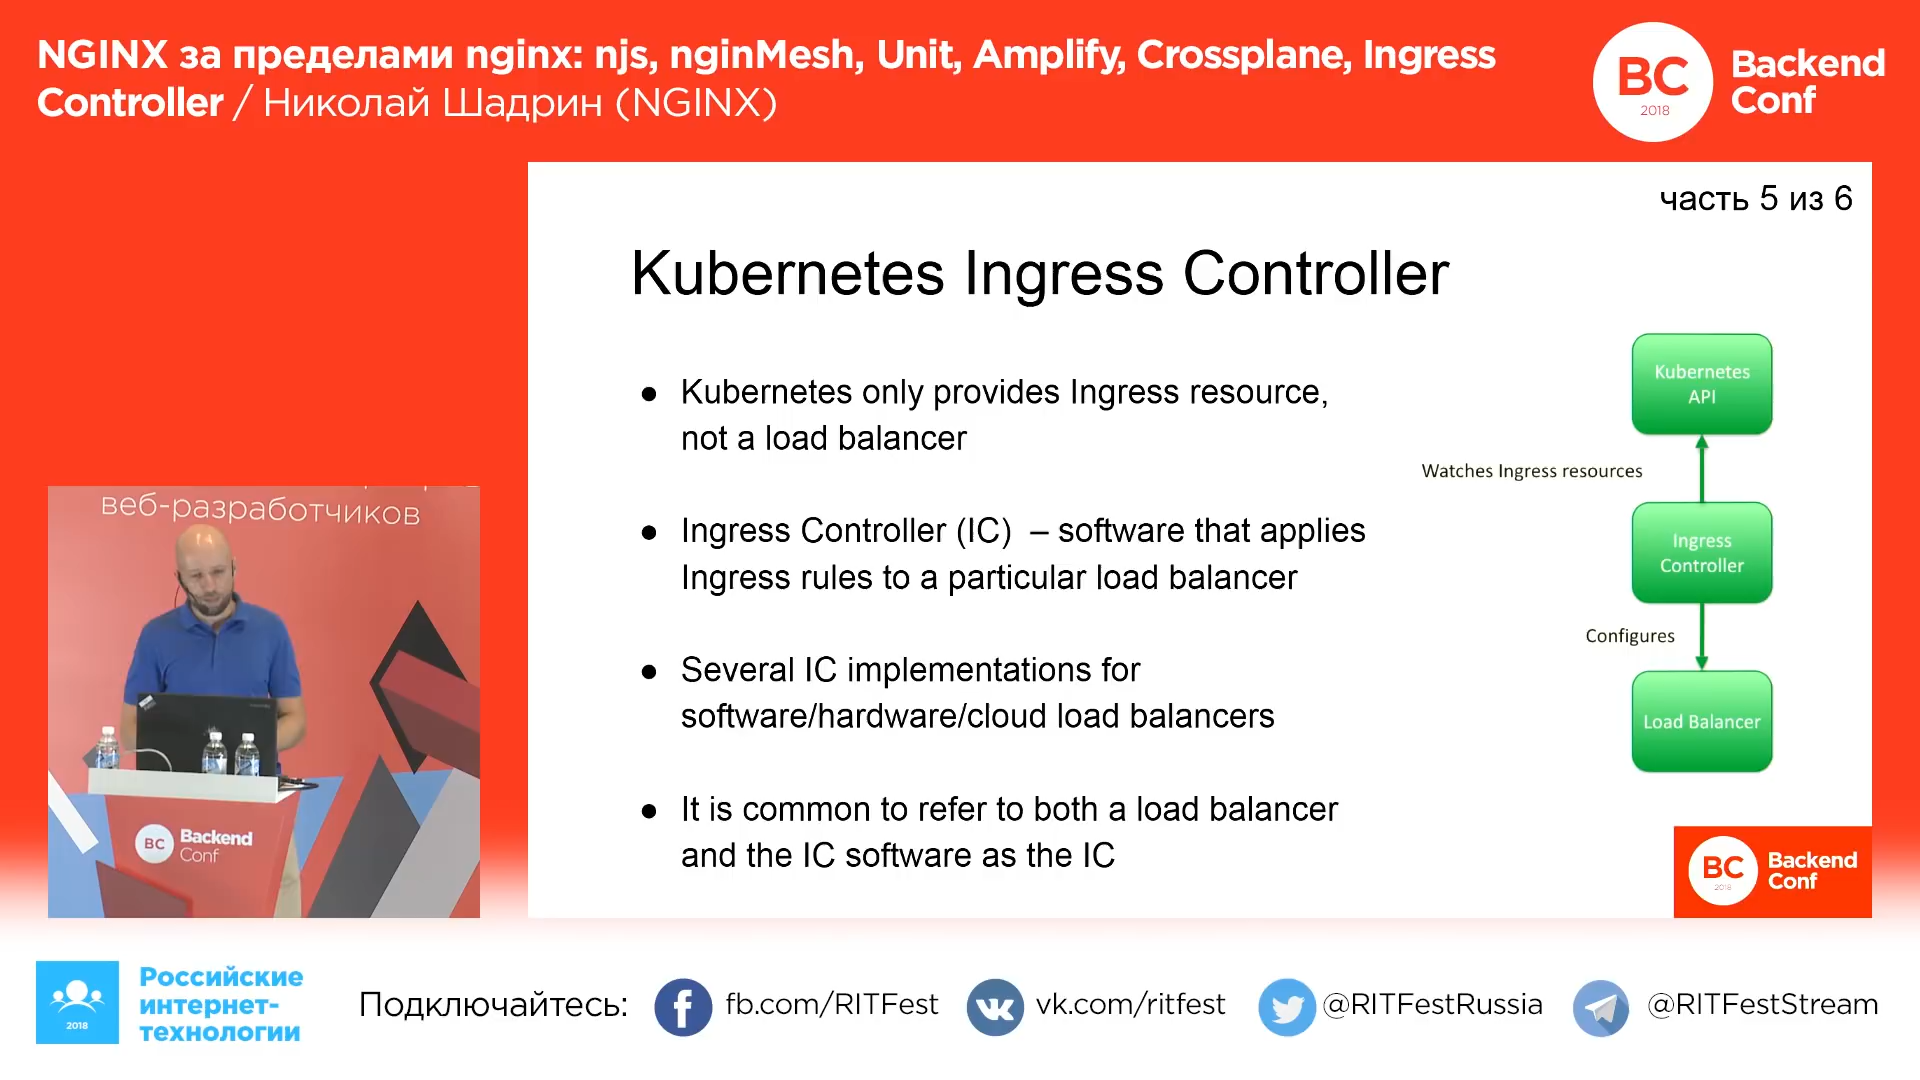 NGINX за пределами nginx: njs, nginMesh, Unit, Amplify, Crossplane, Ingress
Controller / Николай Шадрин (NGINX)
BC
2018
Backend
Conf
часть 5 из 6
Kubernetes Ingress Controller
● Kubernetes only provides Ingress resource,
not a load balancer
● Ingress Controller (IC) – software that applies
Ingress rules to a particular load balancer
● Several IC implementations for
software/hardware/cloud load balancers
● It is common to refer to both a load balancer
and the IC software as the IC
Kubernetes
API
Watches Ingress resources
Ingress
Controller
Configures
Load Balancer
BC
2018
Backend
Conf
веб-разработчиков
BC
Backend
Conf
2018
Российские
интернет-
технологии
Подключайтесь:
fb.com/RITFest
vk.com/ritfest
@RITFestRussia
@RITFestStream